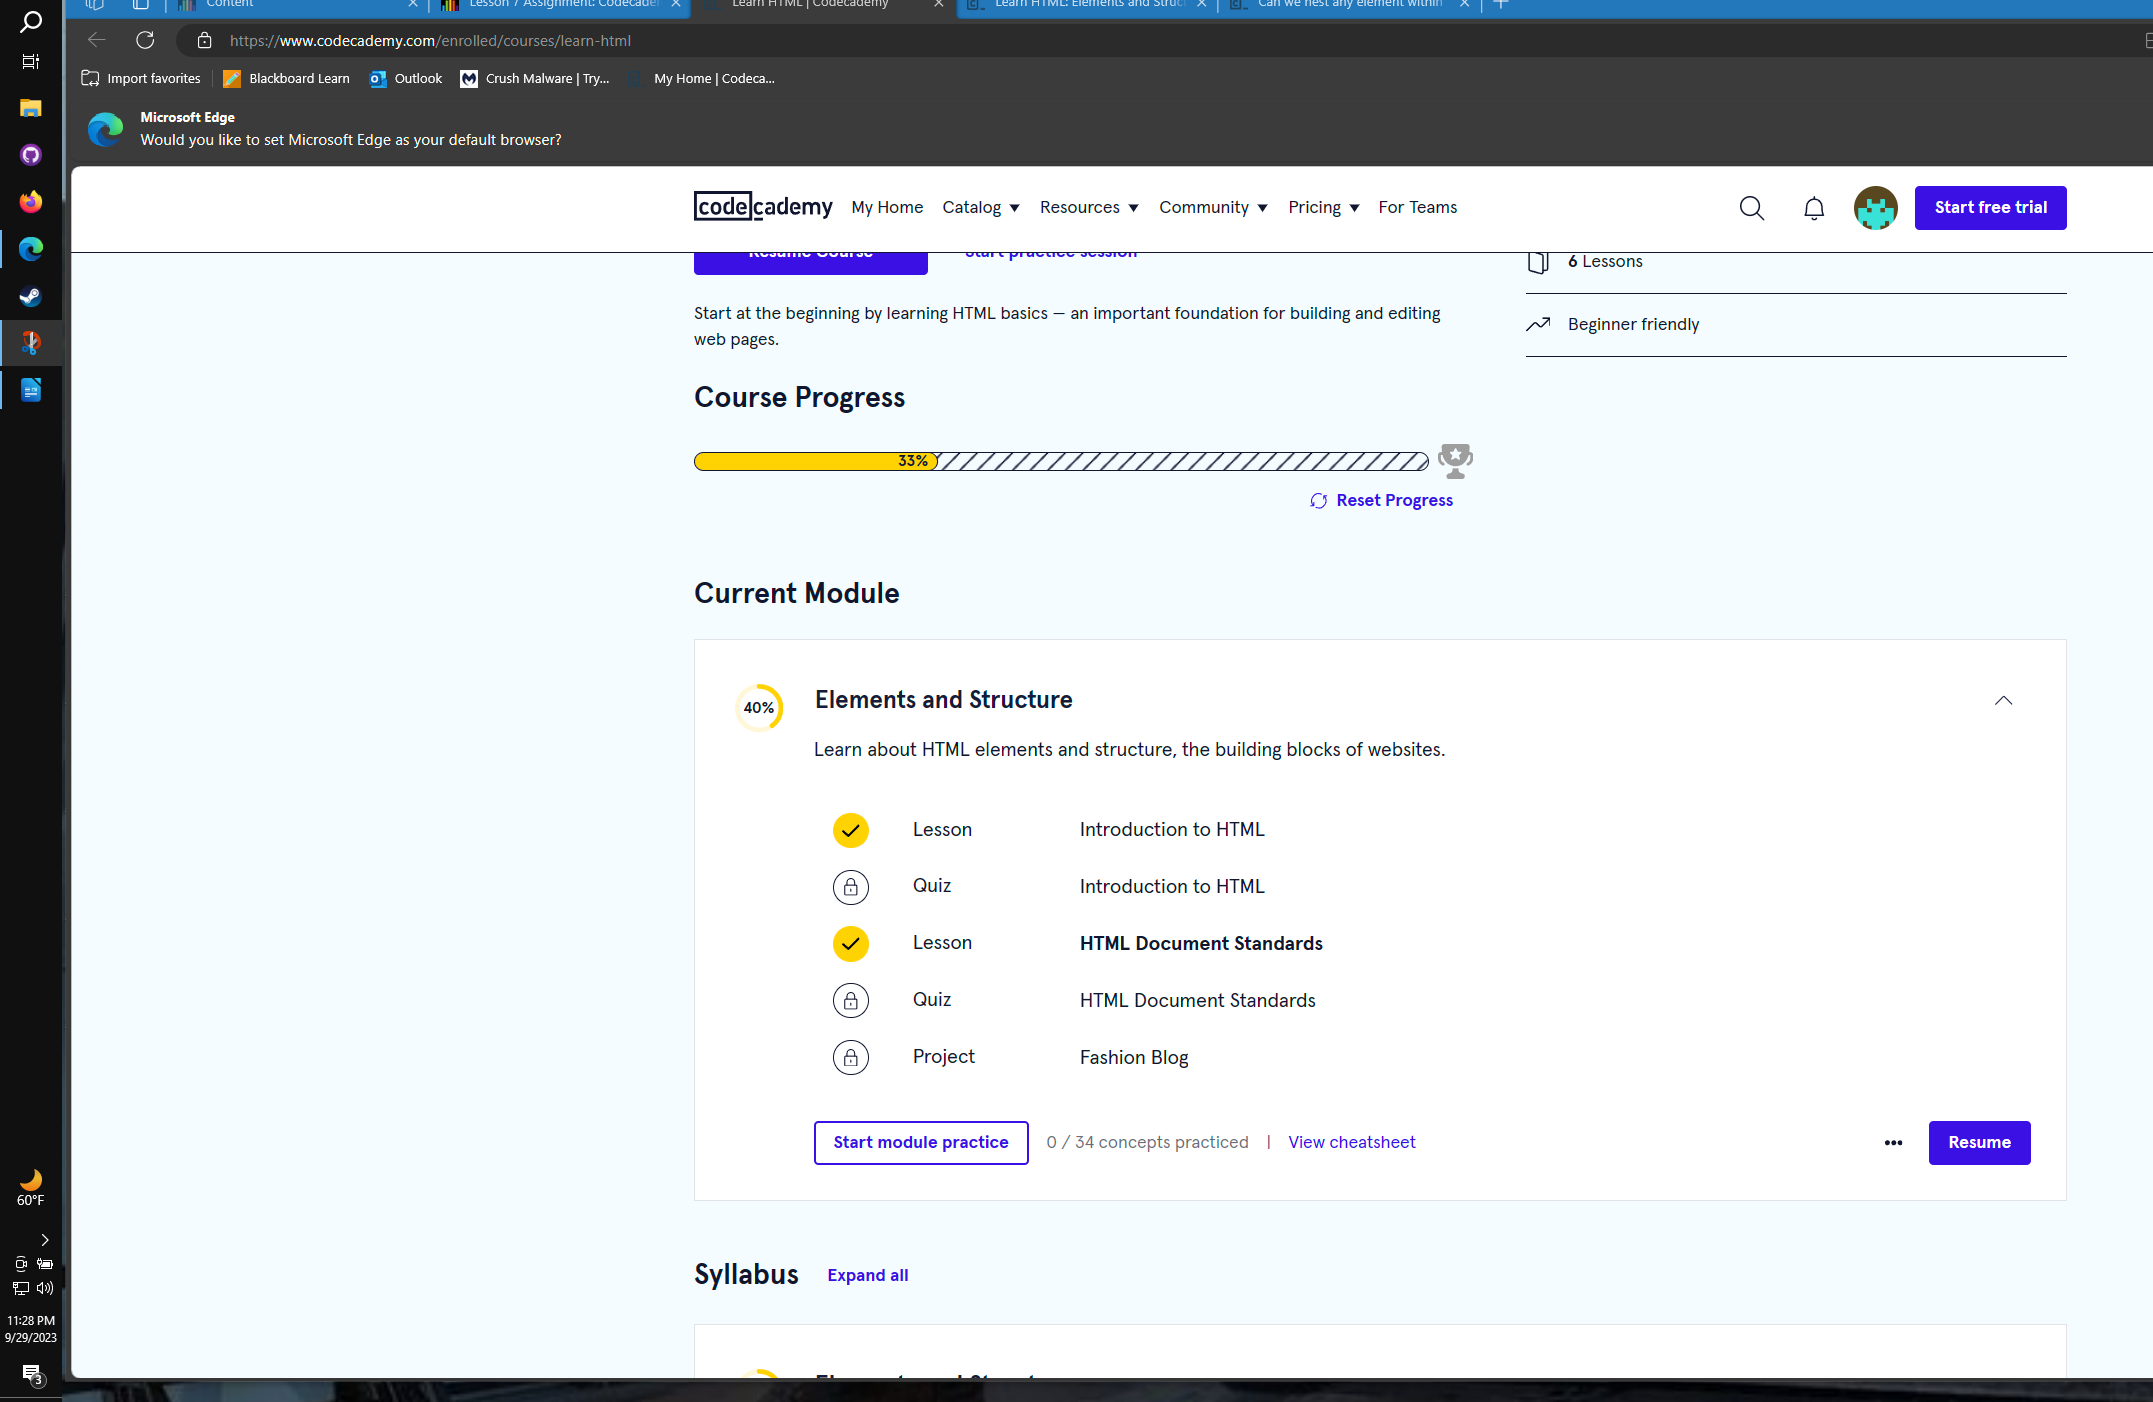 Content
Lesson 7 Assignment: Codecader
Learn HTML | Codecademy
Learn HTML: Elements and Struct
Can we nest any element within
https://www.codecademy.com/enrolled/courses/learn-html
Import favorites
Blackboard Learn
Outlook
Crush Malware | Try...
My Home | Codeca...
Microsoft Edge
Would you like to set Microsoft Edge as your default browser?
codecademy
My Home
Catalog
Resources
Community
Pricing
For Teams
Start free trial
Resume Course
Start practice session
6 Lessons
Beginner friendly
Start at the beginning by learning HTML basics — an important foundation for building and editing
web pages.
Course Progress
33%
Reset Progress
Current Module
40%
Elements and Structure
Learn about HTML elements and structure, the building blocks of websites.
Lesson Introduction to HTML
Quiz Introduction to HTML
Lesson HTML Document Standards
Quiz HTML Document Standards
Project Fashion Blog
Start module practice
0 / 34 concepts practiced | View cheatsheet
Resume
Syllabus
Expand all
Elements and Structure
60°F
11:28 PM
9/29/2023
3